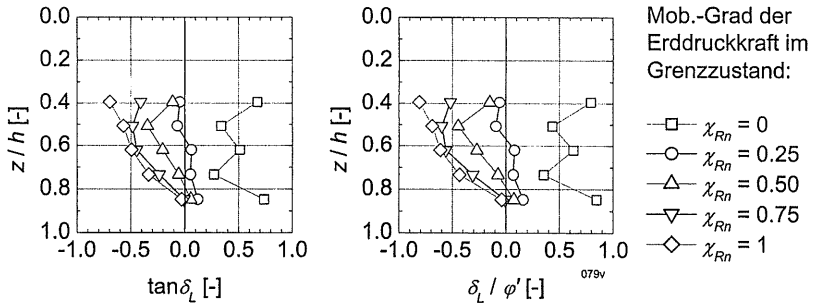 0.0
0.2
0.4
0.6
0.8
1.0
z / h [-]
-1.0 -0.5 0.0 0.5 1.0
tanδL [-]
0.0
0.2
0.4
0.6
0.8
1.0
z / h [-]
-1.0 -0.5 0.0 0.5 1.0
δL / φ' [-]
079v
Mob.-Grad der
Erddruckkraft im
Grenzzustand:
χRn = 0
χRn = 0.25
χRn = 0.50
χRn = 0.75
χRn = 1